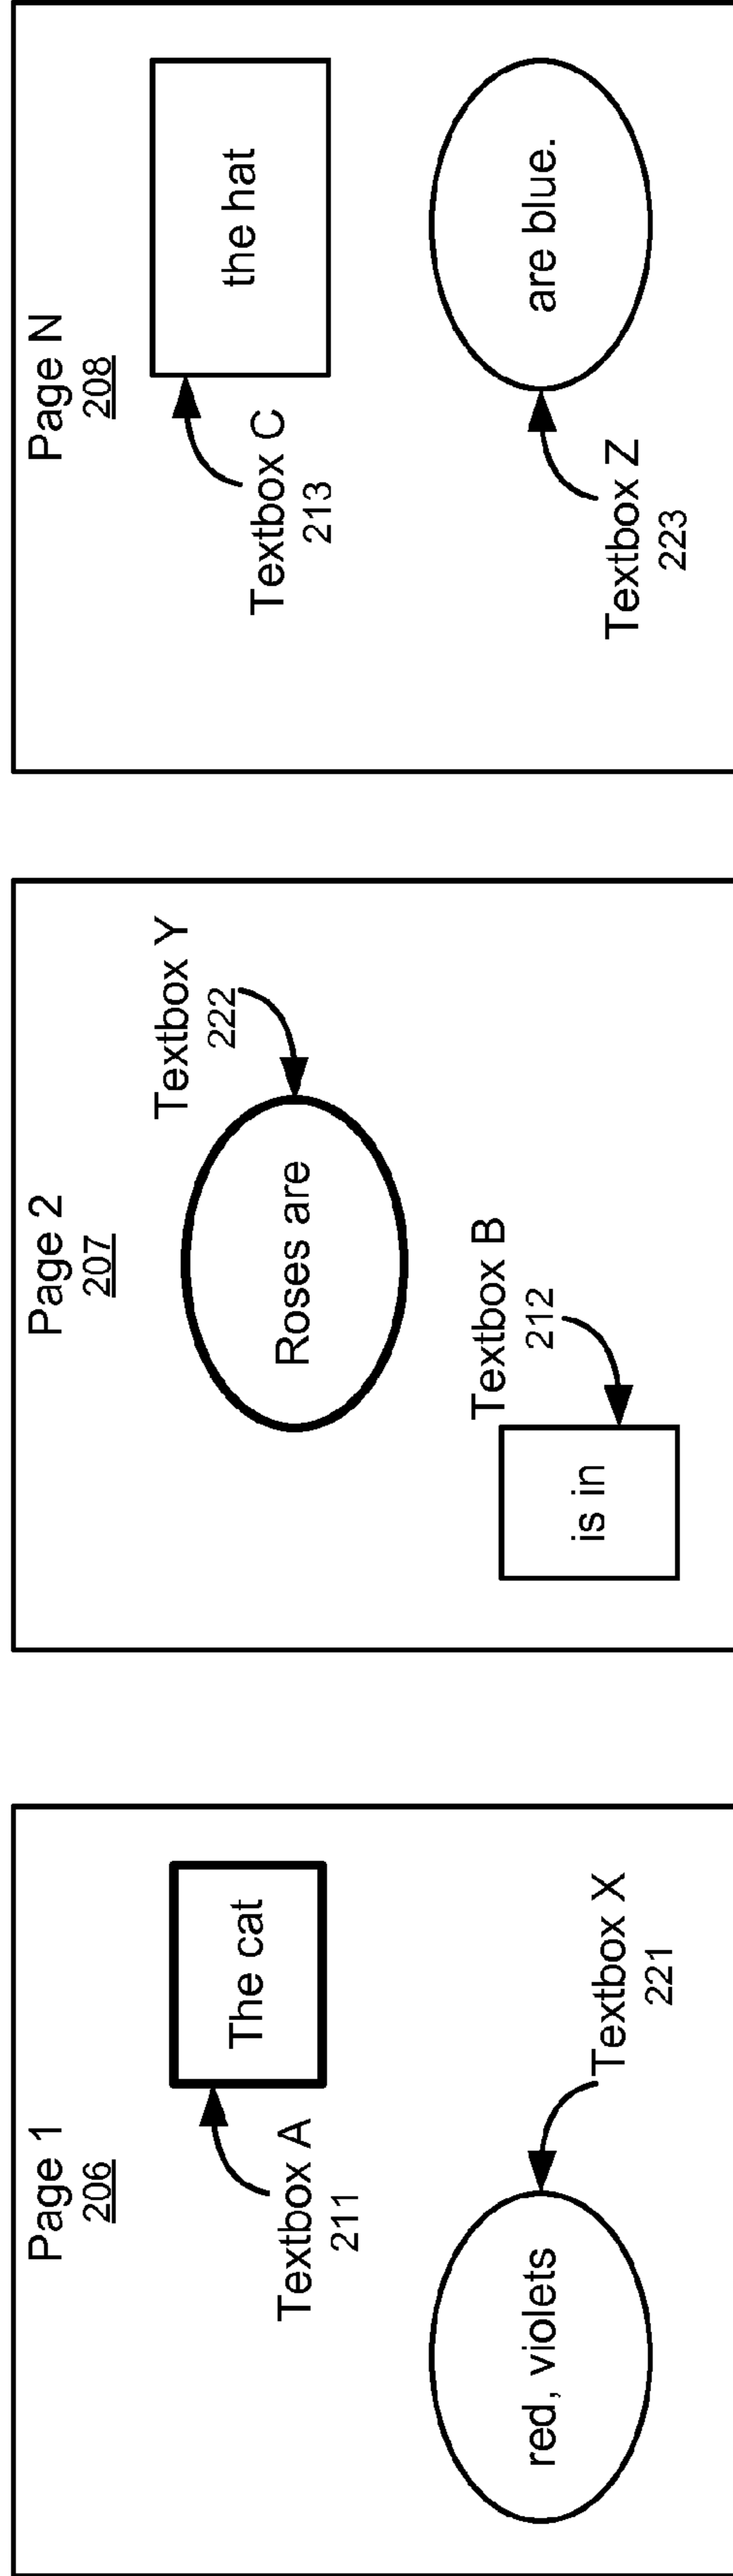 Page 1
206
The cat
Textbox A
211
red, violets
Textbox X
221
Page 2
207
Textbox Y
222
Roses are
Textbox B
212
is in
Page N
208
the hat
Textbox C
213
are blue.
Textbox Z
223